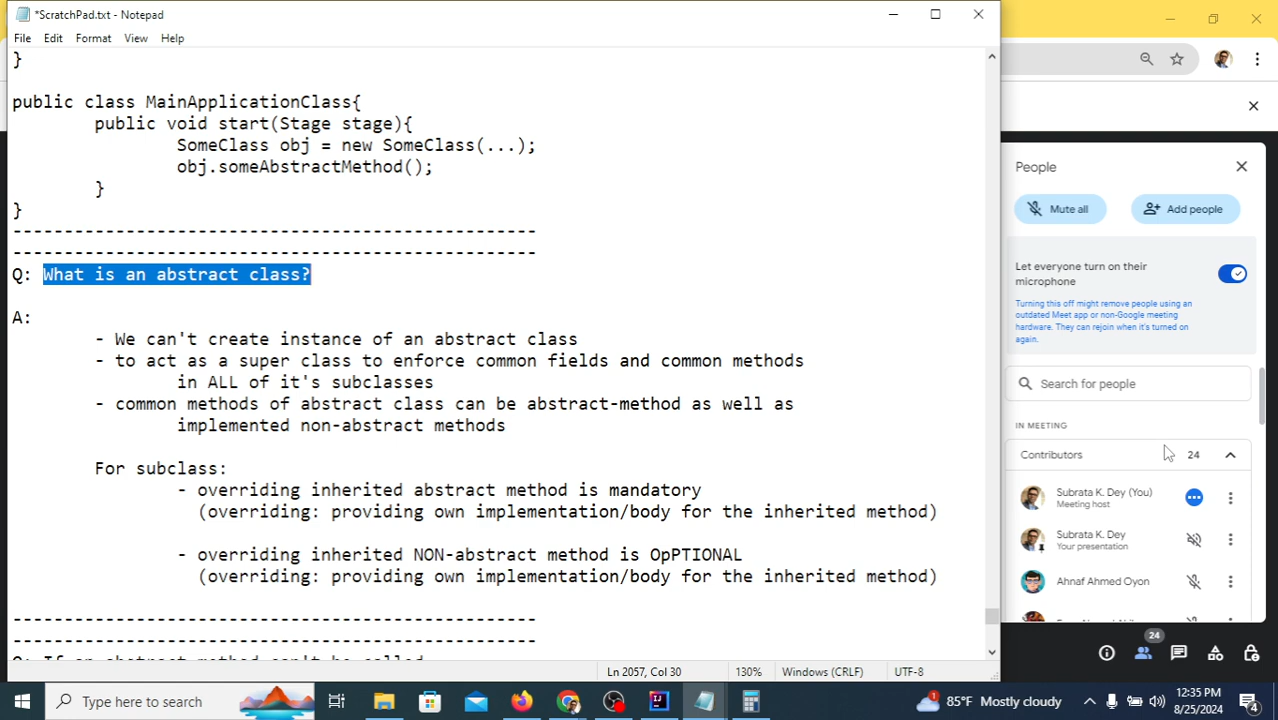 *ScratchPad.txt - Notepad
File Edit Format View Help
}
public class MainApplicationClass{
public void start(Stage stage){
SomeClass obj = new SomeClass(...);
obj.someAbstractMethod();
}
}
---------------------------------------------------
---------------------------------------------------
Q: What is an abstract class?
A:
- We can't create instance of an abstract class
- to act as a super class to enforce common fields and common methods
in ALL of it's subclasses
- common methods of abstract class can be abstract-method as well as
implemented non-abstract methods
For subclass:
- overriding inherited abstract method is mandatory
(overriding: providing own implementation/body for the inherited method)
- overriding inherited NON-abstract method is OpPTIONAL
(overriding: providing own implementation/body for the inherited method)
---------------------------------------------------
---------------------------------------------------
Ln 2057, Col 30 130% Windows (CRLF) UTF-8
People
Mute all Add people
Let everyone turn on their
microphone
Turning this off might remove people using an
outdated Meet app or non-Google meeting
hardware. They can rejoin when it's turned on
again.
Search for people
IN MEETING
Contributors 24
Subrata K. Dey (You)
Meeting host
Subrata K. Dey
Your presentation
Ahnaf Ahmed Oyon
24
Type here to search
1
85°F Mostly cloudy
12:35 PM
8/25/2024
4